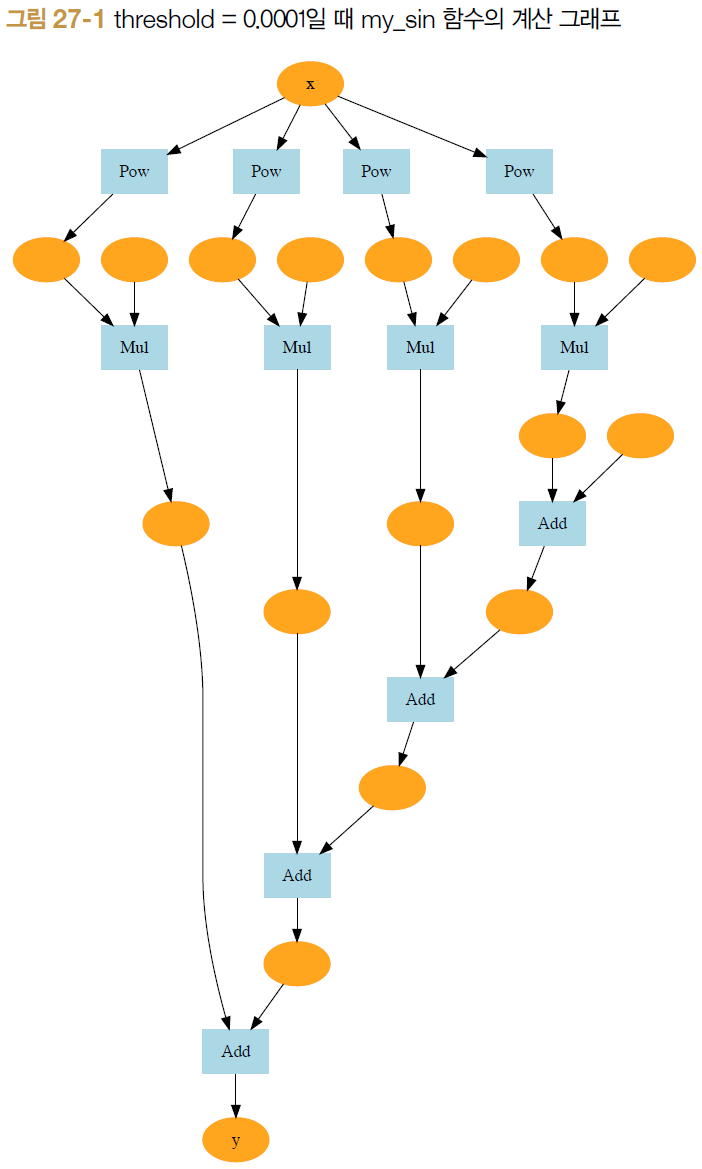 그림 27-1 threshold = 0.0001일 때 my_sin 함수의 계산 그래프
x
Pow Pow Pow Pow
Mul Mul Mul Mul
Add
Add
Add
Add
y